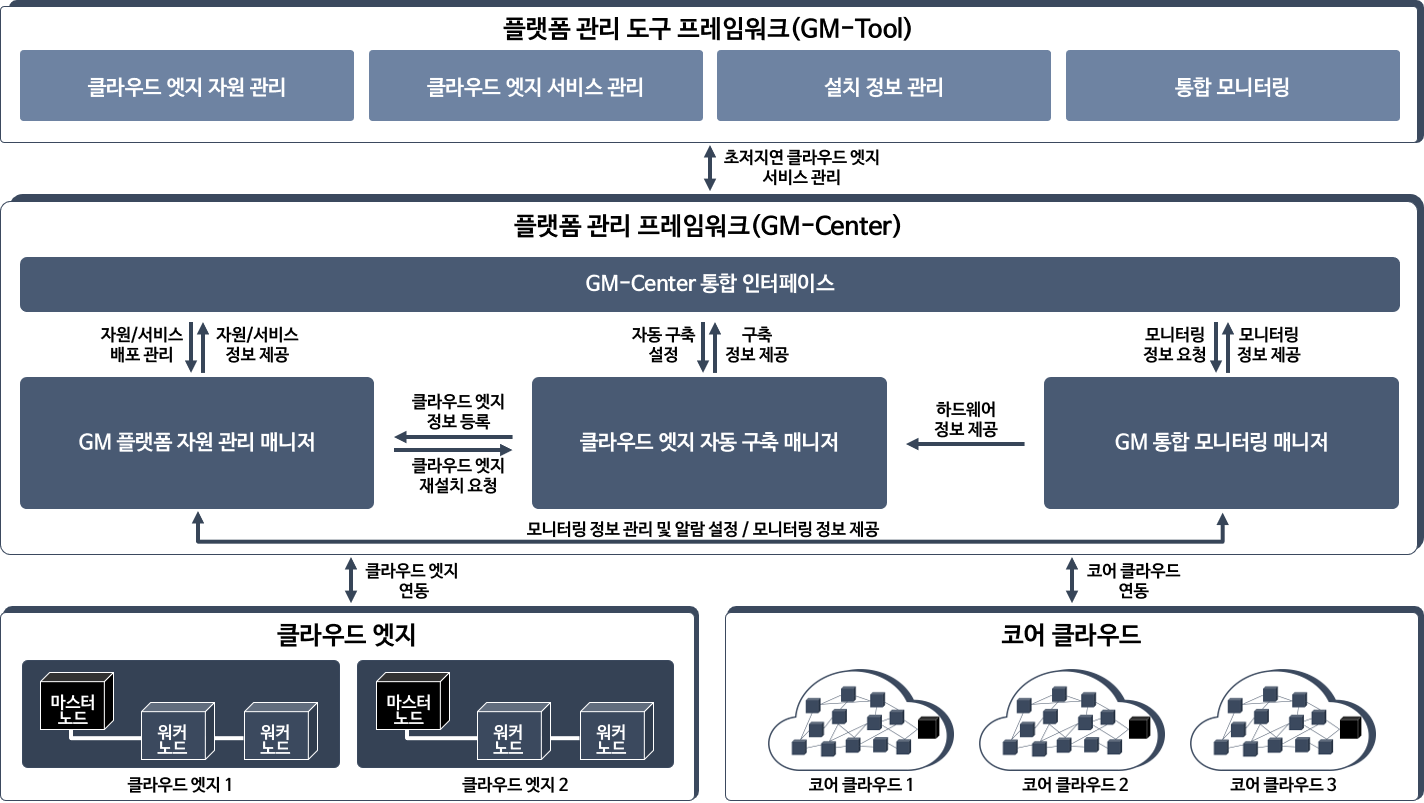 플랫폼 관리 도구 프레임워크(GM-Tool)
클라우드 엣지 자원 관리
클라우드 엣지 서비스 관리
설치 정보 관리
통합 모니터링
초저지연 클라우드 엣지
서비스 관리
플랫폼 관리 프레임워크(GM-Center)
GM-Center 통합 인터페이스
자원/서비스
배포 관리
자원/서비스
정보 제공
자동 구축
설정
구축
정보 제공
모니터링
정보 요청
모니터링
정보 제공
GM 플랫폼 자원 관리 매니저
클라우드 엣지
정보 등록
클라우드 엣지
재설치 요청
클라우드 엣지 자동 구축 매니저
하드웨어
정보 제공
GM 통합 모니터링 매니저
모니터링 정보 관리 및 알람 설정 / 모니터링 정보 제공
클라우드 엣지
연동
코어 클라우드
연동
클라우드 엣지
마스터
노드
워커
노드
워커
노드
클라우드 엣지 1
마스터
노드
워커
노드
워커
노드
클라우드 엣지 2
코어 클라우드
코어 클라우드 1
코어 클라우드 2
코어 클라우드 3